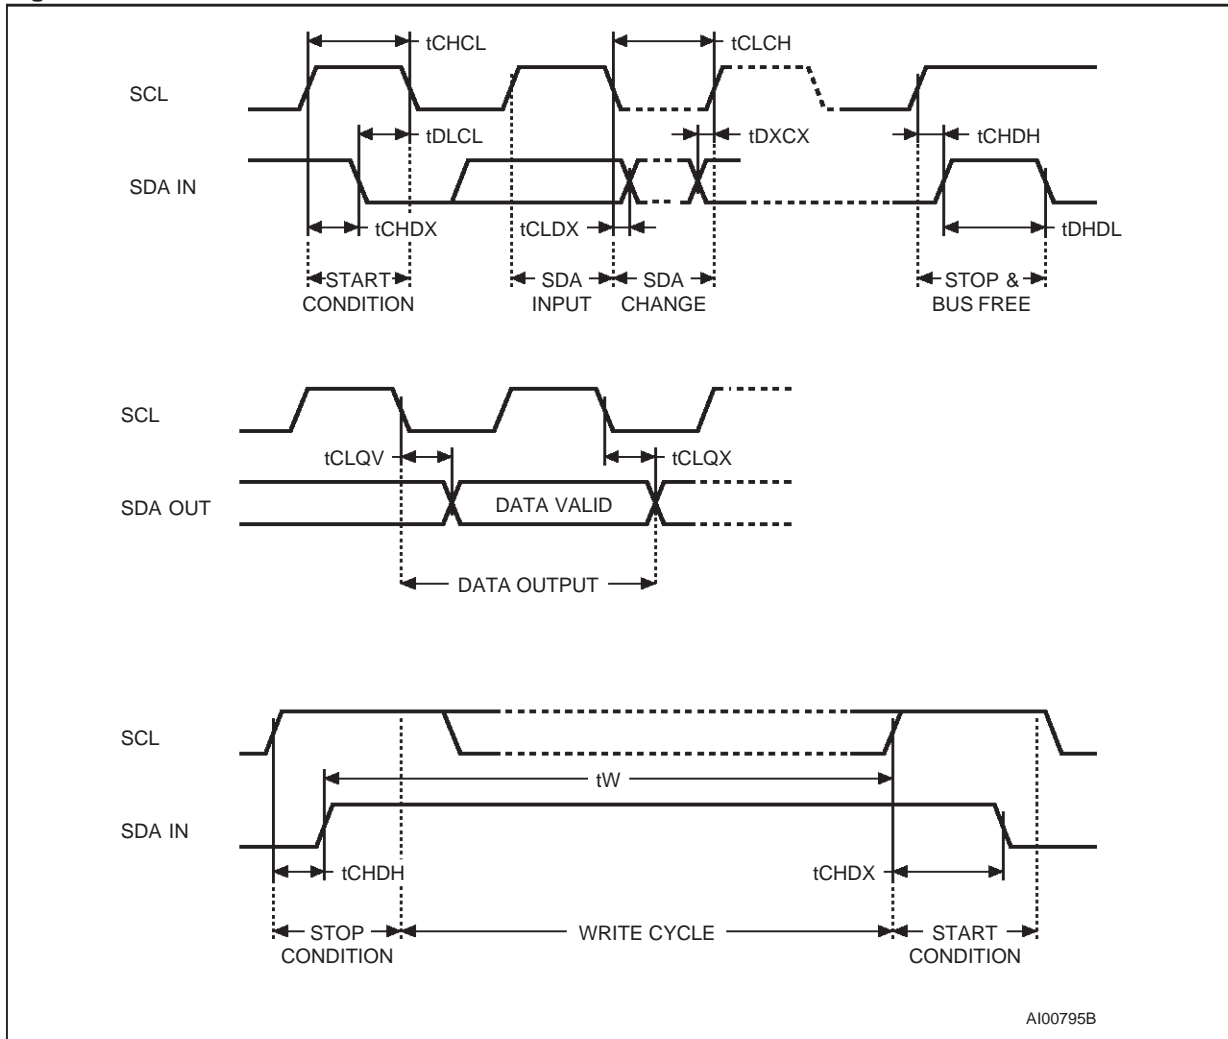 tCHCL
tCLCH
SCL
tDLCL
tDXCX
tCHDH
SDA IN
tCHDX
tCLDX
tDHDL
START
CONDITION
SDA
INPUT
SDA
CHANGE
STOP &
BUS FREE
SCL
tCLQV
tCLQX
SDA OUT
DATA VALID
DATA OUTPUT
SCL
tW
SDA IN
tCHDH
tCHDX
STOP
CONDITION
WRITE CYCLE
START
CONDITION
AI00795B